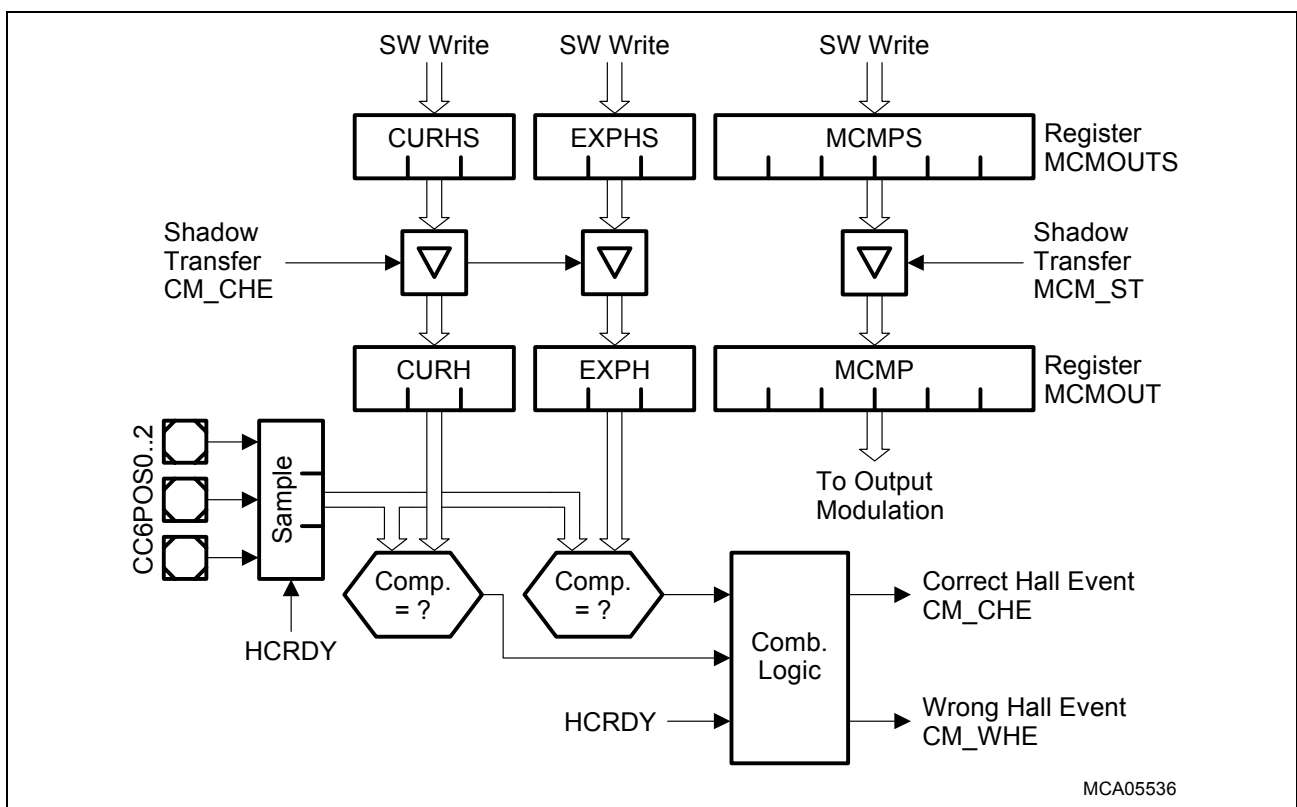 SW Write
SW Write
SW Write
CURHS
EXPHS
MCMPS
Register
MCMOUTS
Shadow
Transfer
CM_CHE
Shadow
Transfer
MCM_ST
CURH
EXPH
MCMP
Register
MCMOUT
CC6POS0..2
Sample
To Output
Modulation
Comp.
= ?
Comp.
= ?
HCRDY
Comb.
Logic
Correct Hall Event
CM_CHE
HCRDY
Wrong Hall Event
CM_WHE
MCA05536